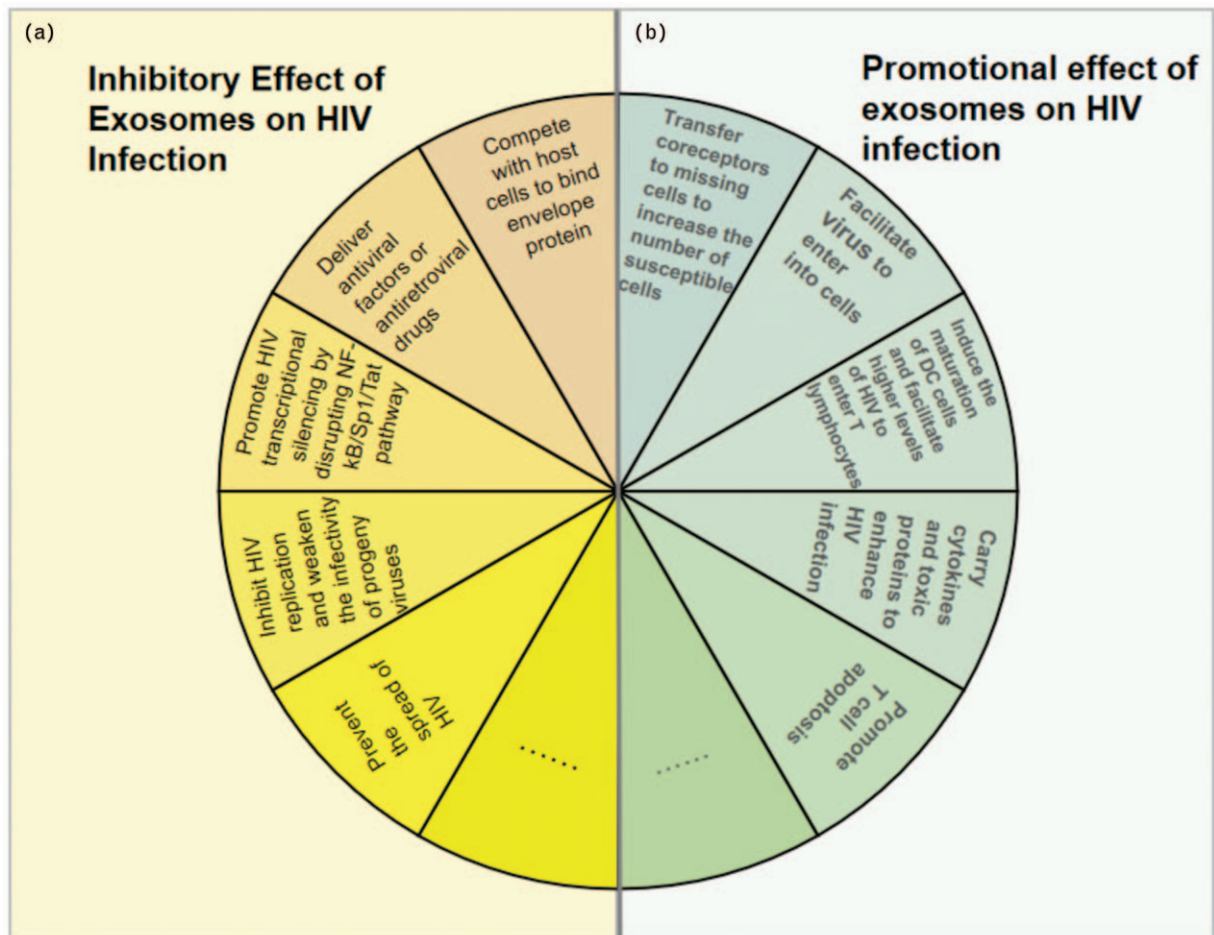 (a)
Inhibitory Effect of
Exosomes on HIV
Infection
Compete
with host
cells to bind
envelope
protein
Deliver
antiviral
factors or
antiretroviral
drugs
Promote HIV
transcriptional
silencing by
disrupting NF-
kB/Sp1/Tat
pathway
Inhibit HIV
replication
and weaken
the infectivity
of progeny
viruses
Prevent
the
spread of
HIV
......
(b)
Promotional effect of
exosomes on HIV
infection
Transfer
coreceptors
to missing
cells to
increase the
number of
susceptible
cells
Facilitate
virus to
enter
into cells
Induce the
maturation
of DC cells
and facilitate
higher levels
of HIV to
enter T
lymphocytes
Carry
cytokines
and toxic
proteins to
enhance
HIV
infection
Promote
T cell
apoptosis
......